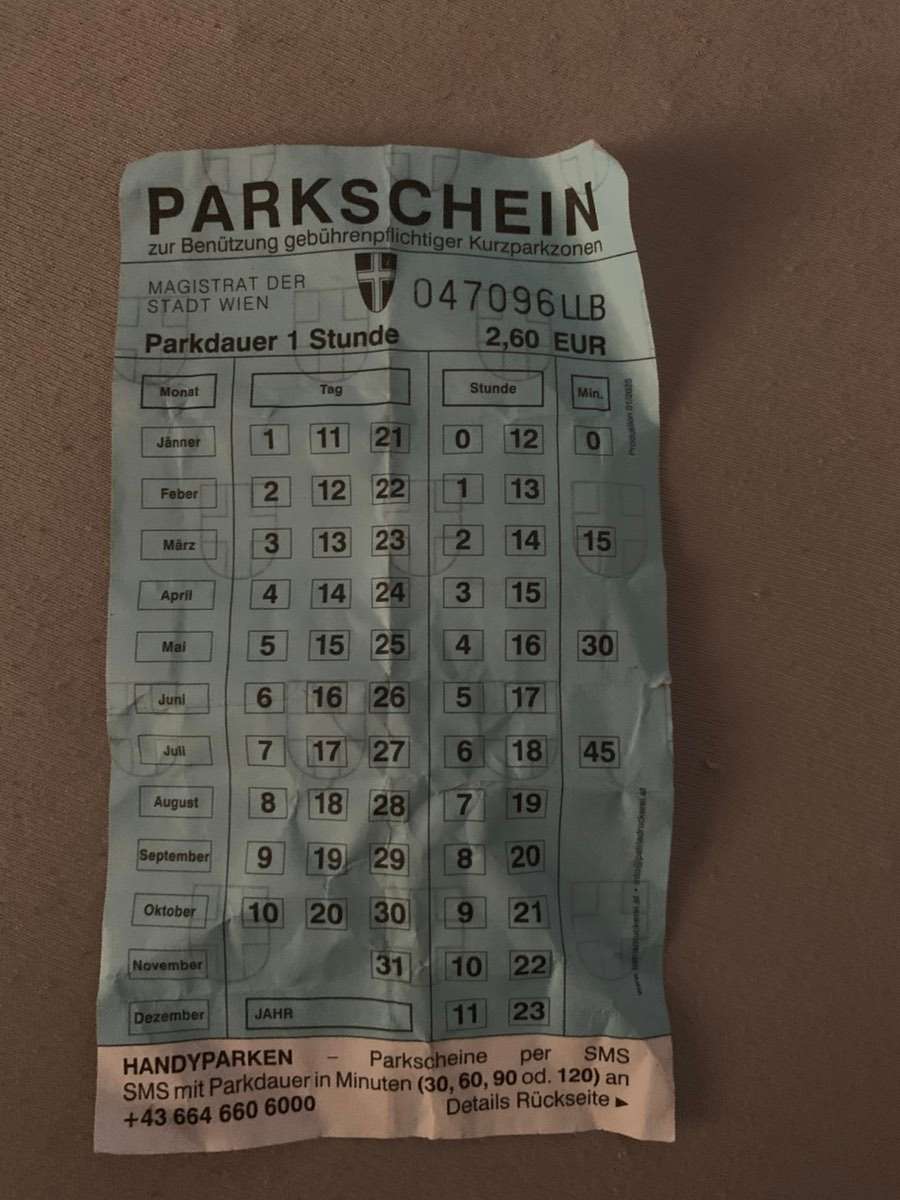 PARKSCHEIN
zur Benützung gebührenpflichtiger Kurzparkzonen
MAGISTRAT DER
STADT WIEN
047096LLB
Parkdauer 1 Stunde 2,60 EUR
Monat Tag Stunde Min.
Jänner 1 11 21 0 12 0
Feber 2 12 22 1 13
März 3 13 23 2 14 15
April 4 14 24 3 15
Mai 5 15 25 4 16 30
Juni 6 16 26 5 17
Juli 7 17 27 6 18 45
August 8 18 28 7 19
September 9 19 29 8 20
Oktober 10 20 30 9 21
November 31 10 22
Dezember JAHR 11 23
Produktion 01/2025
HANDYPARKEN – Parkscheine per SMS
SMS mit Parkdauer in Minuten (30, 60, 90 od. 120) an
+43 664 660 6000 Details Rückseite ►